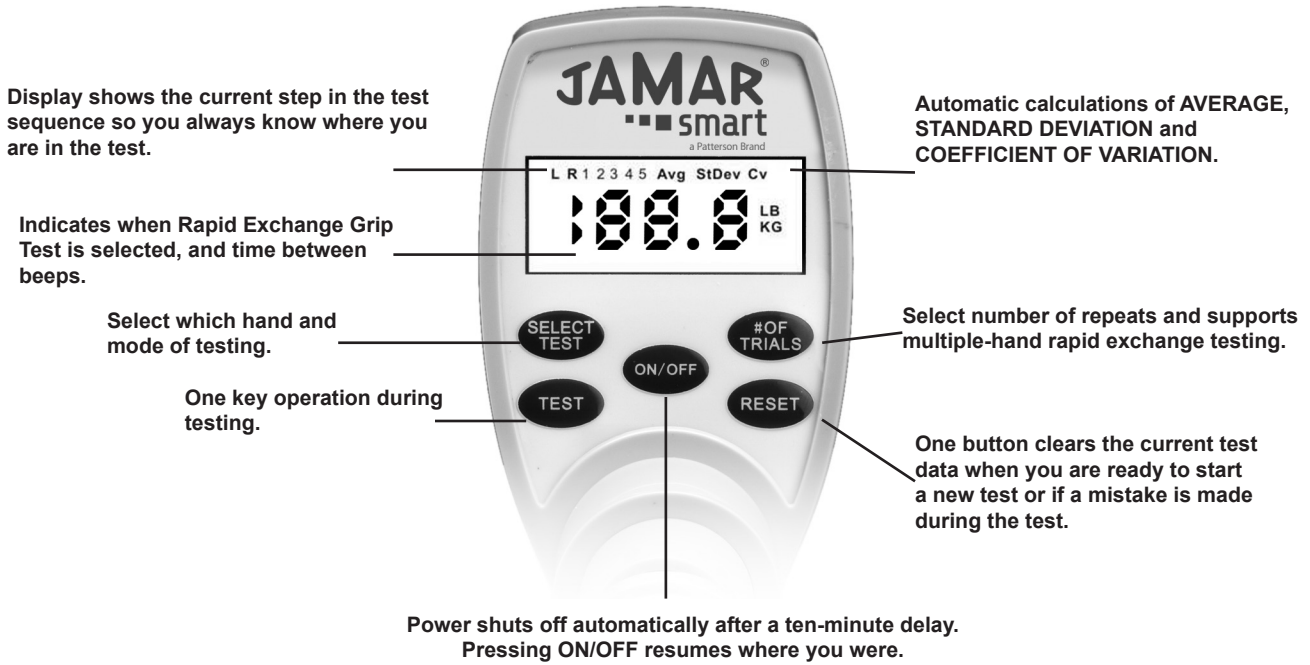 JAMAR®
smart
a Patterson Brand
Display shows the current step in the test
sequence so you always know where you
are in the test.
Automatic calculations of AVERAGE,
STANDARD DEVIATION and
COEFFICIENT OF VARIATION.
L R 1 2 3 4 5 Avg StDev Cv
188.8
LB
KG
Indicates when Rapid Exchange Grip
Test is selected, and time between
beeps.
Select which hand and
mode of testing.
SELECT
TEST
#OF
TRIALS
Select number of repeats and supports
multiple-hand rapid exchange testing.
ON/OFF
One key operation during
testing.
TEST
RESET
One button clears the current test
data when you are ready to start
a new test or if a mistake is made
during the test.
Power shuts off automatically after a ten-minute delay.
Pressing ON/OFF resumes where you were.